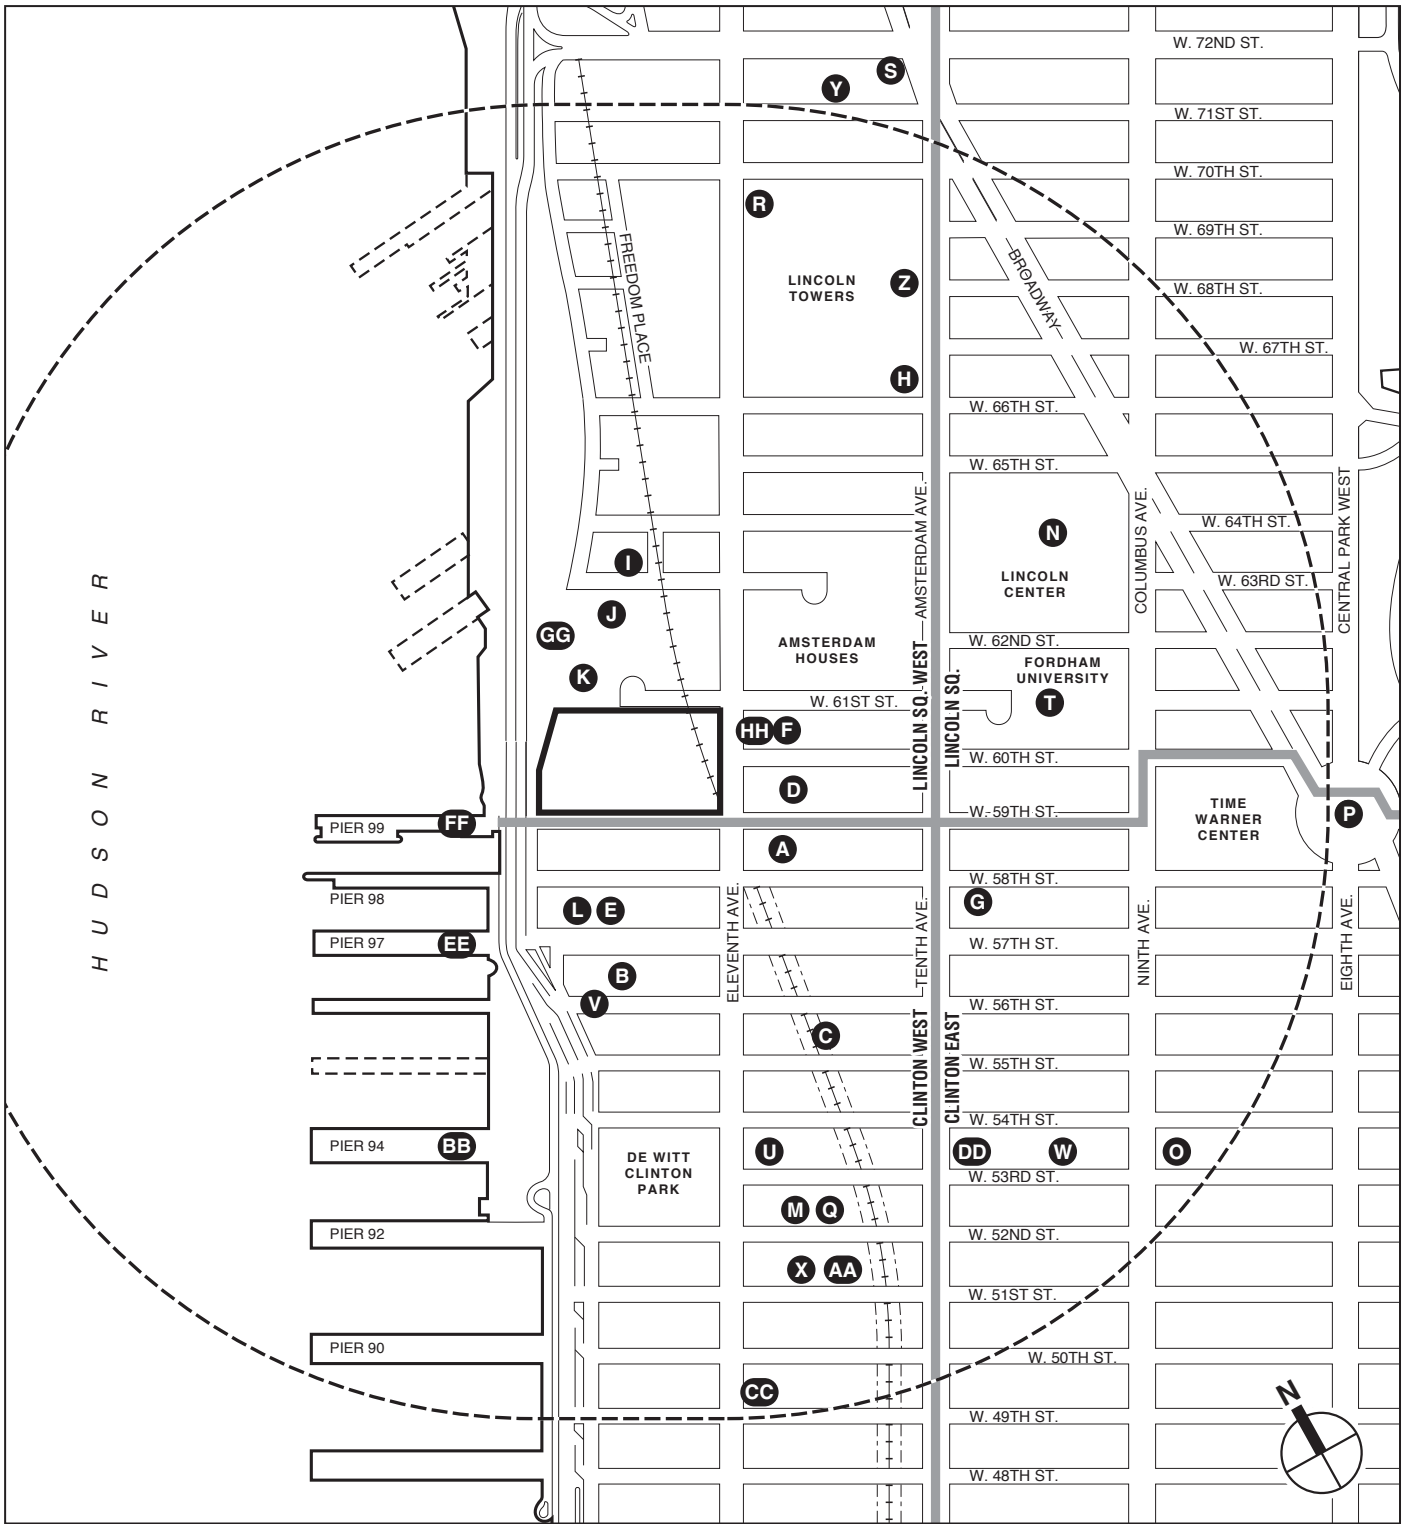 W. 72ND ST.
S
Y
W. 71ST ST.
W. 70TH ST.
R
W. 69TH ST.
FREEDOM PLACE
BROADWAY
LINCOLN
TOWERS
Z
W. 68TH ST.
W. 67TH ST.
H
W. 66TH ST.
W. 65TH ST.
AMSTERDAM AVE.
COLUMBUS AVE.
CENTRAL PARK WEST
W. 64TH ST.
N
I
LINCOLN
CENTER
W. 63RD ST.
J
GG
AMSTERDAM
HOUSES
W. 62ND ST.
K
FORDHAM
UNIVERSITY
T
W. 61ST ST.
LINCOLN SQ. WEST
LINCOLN SQ.
HH
F
W. 60TH ST.
D
HUDSON RIVER
TIME
WARNER
CENTER
P
W. 59TH ST.
PIER 99
FF
A
W. 58TH ST.
PIER 98
L
E
G
ELEVENTH AVE.
TENTH AVE.
NINTH AVE.
EIGHTH AVE.
PIER 97
EE
W. 57TH ST.
B
V
W. 56TH ST.
C
CLINTON WEST
CLINTON EAST
W. 55TH ST.
W. 54TH ST.
PIER 94
BB
DE WITT
CLINTON
PARK
U
DD
W
O
W. 53RD ST.
M
Q
PIER 92
W. 52ND ST.
X
AA
W. 51ST ST.
PIER 90
W. 50TH ST.
CC
N
W. 49TH ST.
W. 48TH ST.